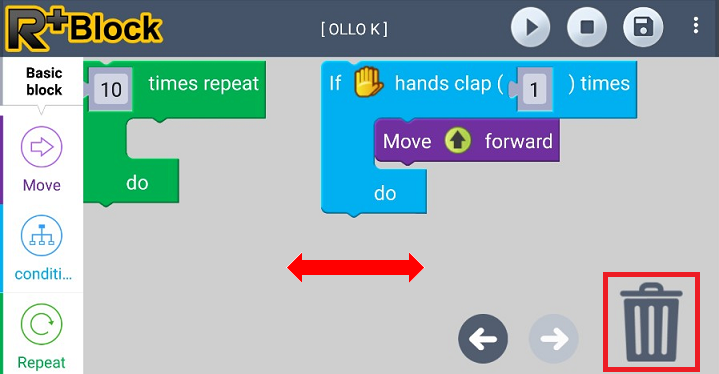 R+Block
[ OLLO K ]
Basic
block
Move
conditi...
Repeat
10 times repeat
do
If hands clap ( 1 ) times
Move forward
do